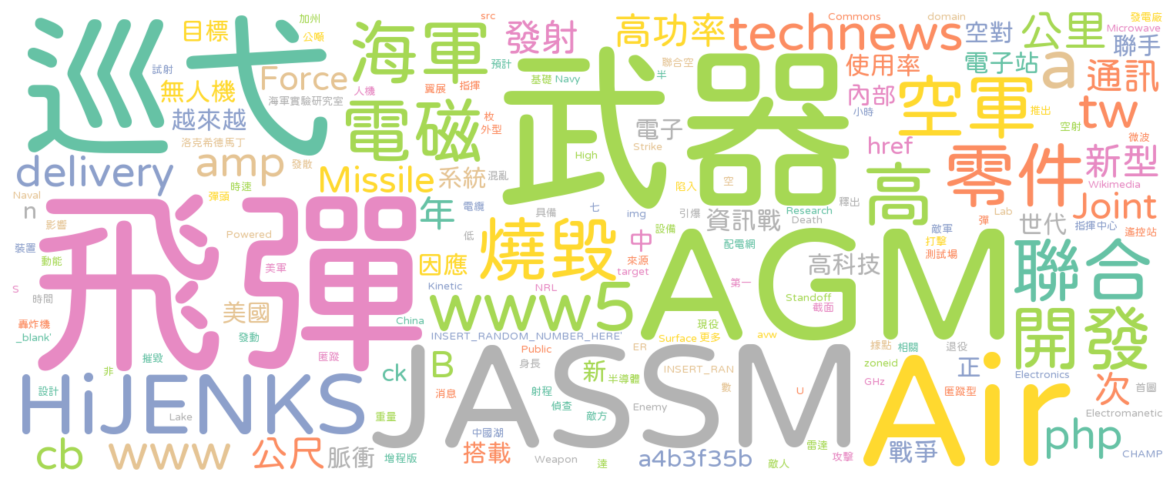 巡弋
飛彈
武器
AGM
JASSM
Air
HiJENKS
海軍
電磁
空軍
零件
聯合
開發
燒毀
高
www5
www
technews
tw
發射
高功率
公里
通訊
新型
Joint
php
次
戰爭
a4b3f35b
搭載
脈衝
公尺
cb
ck
B
新
正
delivery
amp
Missile
系統
年
因應
中
資訊戰
高科技
世代
href
內部
電子
電子站
使用率
空對
聯手
a
n
Force
無人機
越來越
目標
美國
加州
公噸
試射
海軍實驗研究室
洛克希德馬丁
發散
時速
彈頭
Naval
影響
Powered
裝置
動能
美軍
S
時間
轟炸機
_blank'
發動
匿蹤
摧毀
非
設計
Lake
重量
增程版
中國湖
消息
China
Kinetic
NRL
INSERT_RANDOM_NUMBER_HERE'
Public
身長
射程
半導體
偵查
敵方
Enemy
Weapon
達
ER
INSERT_RAN
數
Surface
更多
avw
Standoff
截面
現役
第一
target
來源
配電網
設備
img
七
具備
電纜
低
混亂
High
陷入
Strike
空
引爆
釋出
Research
Death
Lab
彈
敵軍
打擊
測試場
指揮中心
遙控站
Wikimedia
微波
空射
推出
小時
Commons
domain
發電廠
Microwave
src
預計
基礎
Navy
聯合空
半
枚
外型
指揮
翼展
人機
緣點
相關
退役
zoneid
GHz
匿蹤型
首圖
Electronics
Electromanetic
CHAMP
U
雷達
攻擊
敵人